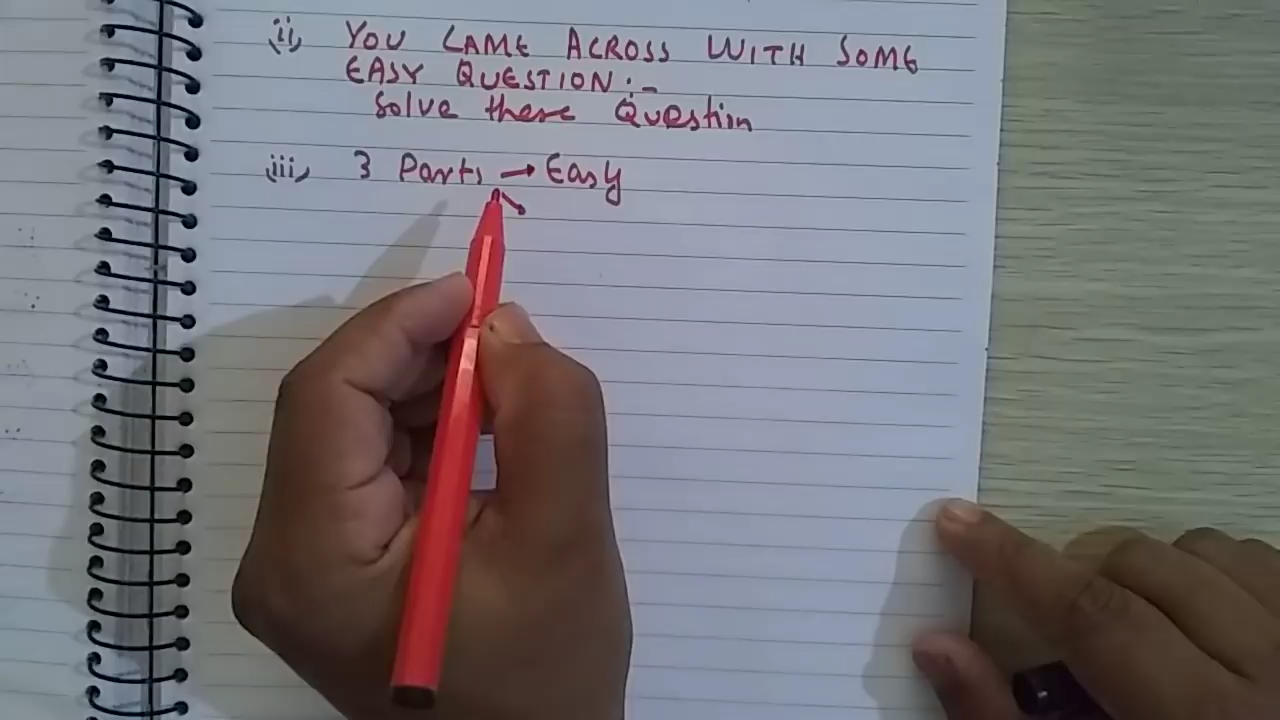 ii, YOU CAME ACROSS WITH SOME
EASY QUESTION :-
Solve these Question
iii, 3 Parts → Easy